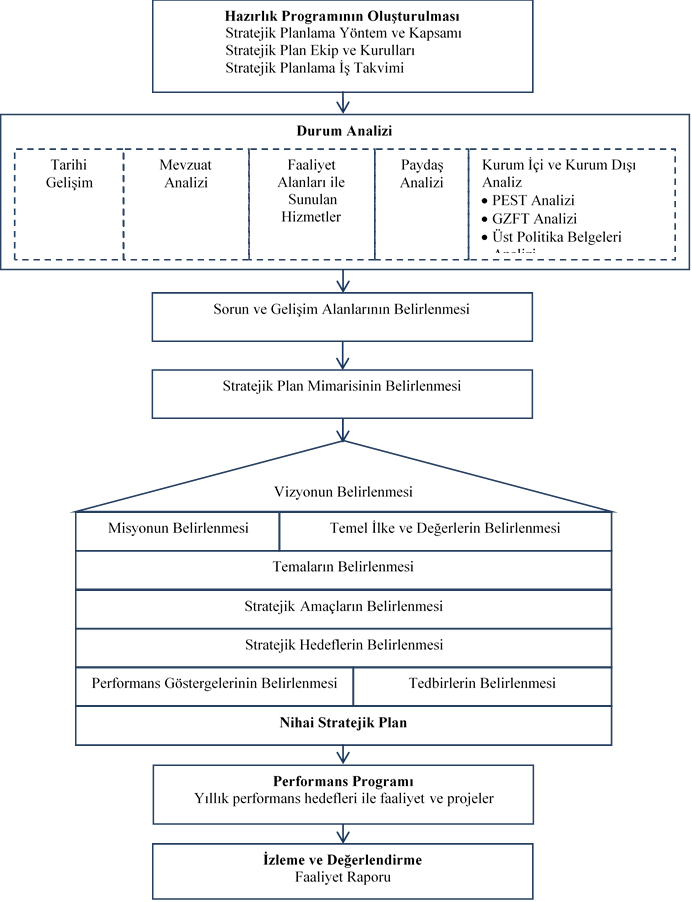 Hazırlık Programının Oluşturulması
Stratejik Planlama Yöntem ve Kapsamı
Stratejik Plan Ekip ve Kurulları
Stratejik Planlama İş Takvimi
Durum Analizi
Tarihi
Gelişim
Mevzuat
Analizi
Faaliyet
Alanları ile
Sunulan
Hizmetler
Paydaş
Analizi
Kurum İçi ve Kurum Dışı
Analiz
• PEST Analizi
• GZFT Analizi
• Üst Politika Belgeleri
Analizi
Sorun ve Gelişim Alanlarının Belirlenmesi
Stratejik Plan Mimarisinin Belirlenmesi
Vizyonun Belirlenmesi
Misyonun Belirlenmesi
Temel İlke ve Değerlerin Belirlenmesi
Temaların Belirlenmesi
Stratejik Amaçların Belirlenmesi
Stratejik Hedeflerin Belirlenmesi
Performans Göstergelerinin Belirlenmesi
Tedbirlerin Belirlenmesi
Nihai Stratejik Plan
Performans Programı
Yıllık performans hedefleri ile faaliyet ve projeler
İzleme ve Değerlendirme
Faaliyet Raporu